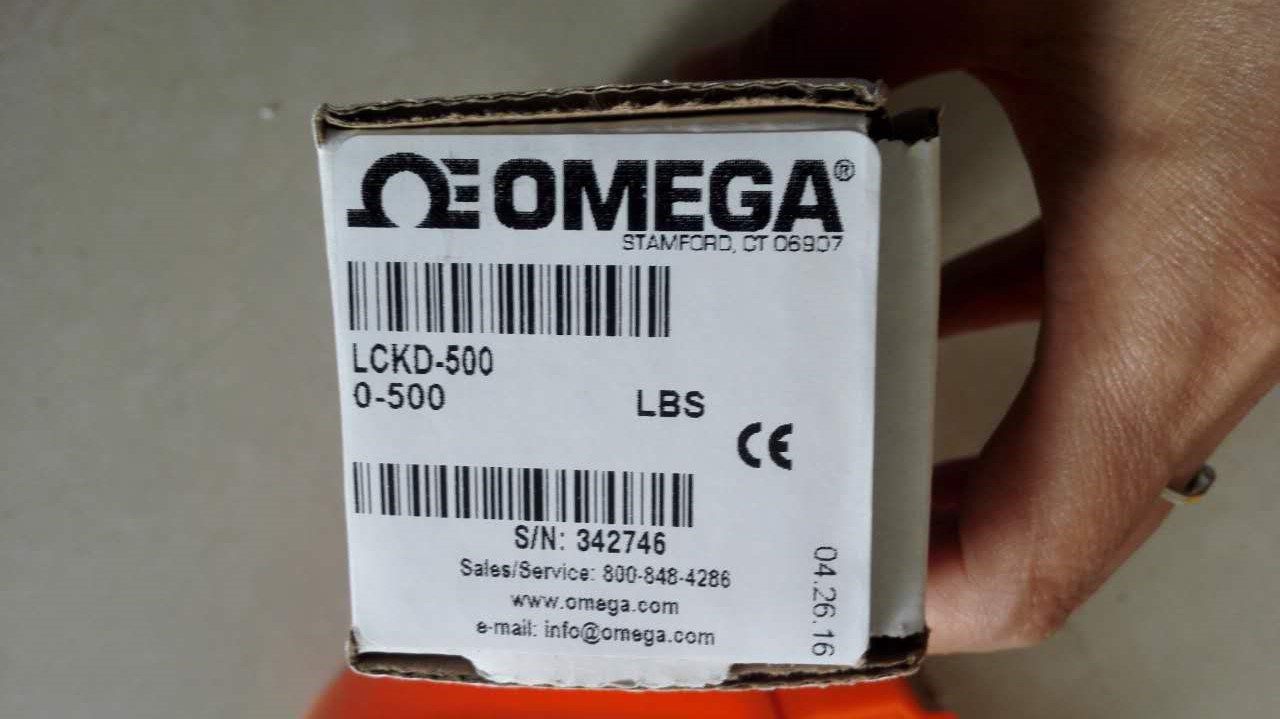 ΩE OMEGA®
STAMFORD, CT 06907
LCKD-500
0-500 LBS
CE
S/N: 342746
Sales/Service: 800-848-4286
www.omega.com
e-mail: info@omega.com
04.26.16